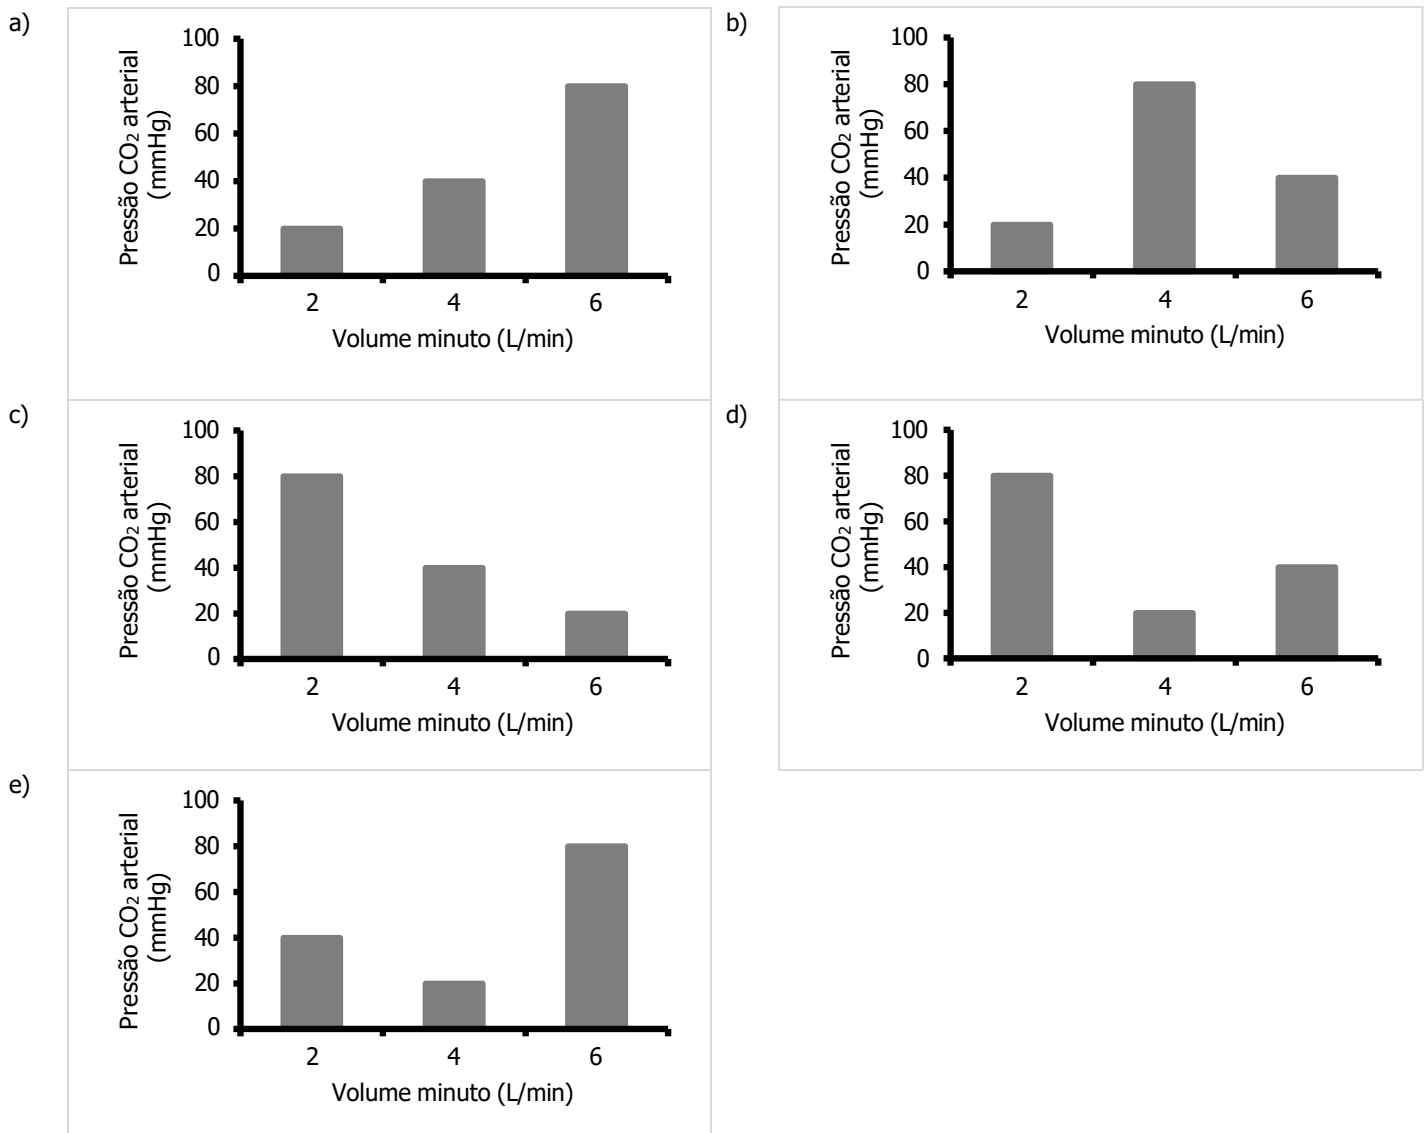 a)
Pressão CO₂ arterial
(mmHg)
100
80
60
40
20
0
2 4 6
Volume minuto (L/min)
b)
Pressão CO₂ arterial
(mmHg)
100
80
60
40
20
0
2 4 6
Volume minuto (L/min)
c)
Pressão CO₂ arterial
(mmHg)
100
80
60
40
20
0
2 4 6
Volume minuto (L/min)
d)
Pressão CO₂ arterial
(mmHg)
100
80
60
40
20
0
2 4 6
Volume minuto (L/min)
e)
Pressão CO₂ arterial
(mmHg)
100
80
60
40
20
0
2 4 6
Volume minuto (L/min)